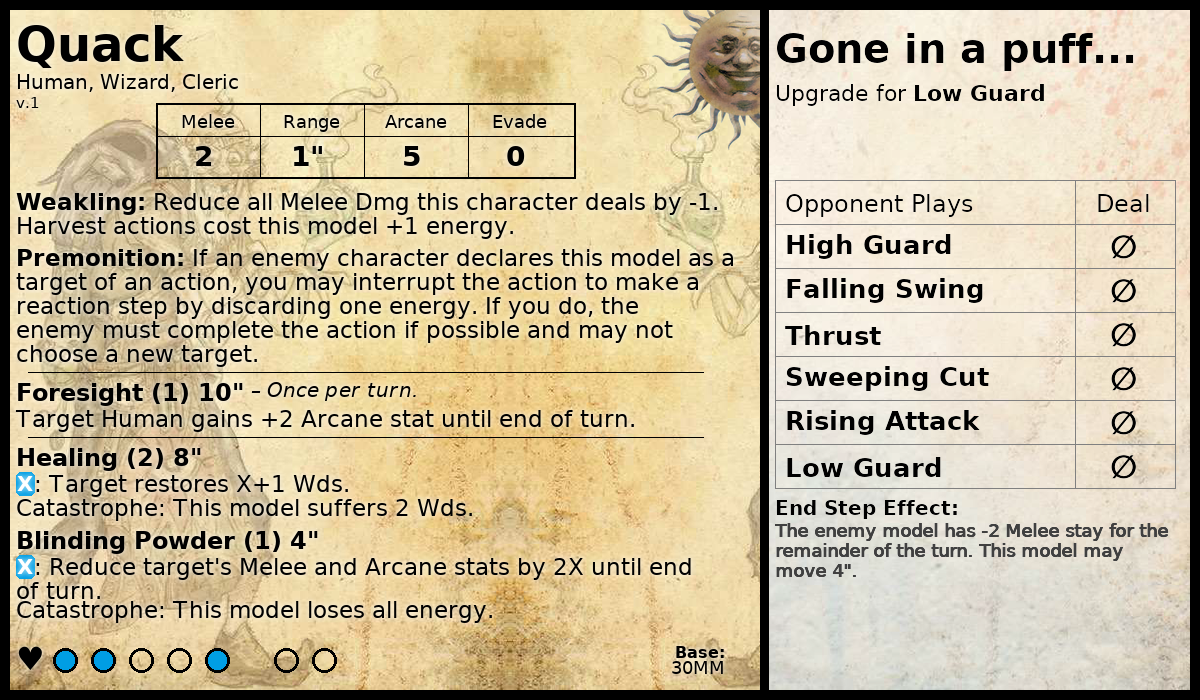 Quack
Human, Wizard, Cleric
v.1
Melee Range Arcane Evade
2 1" 5 0
Weakling: Reduce all Melee Dmg this character deals by -1.
Harvest actions cost this model +1 energy.
Premonition: If an enemy character declares this model as a
target of an action, you may interrupt the action to make a
reaction step by discarding one energy. If you do, the
enemy must complete the action if possible and may not
choose a new target.
Foresight (1) 10" – Once per turn.
Target Human gains +2 Arcane stat until end of turn.
Healing (2) 8"
X: Target restores X+1 Wds.
Catastrophe: This model suffers 2 Wds.
Blinding Powder (1) 4"
X: Reduce target's Melee and Arcane stats by 2X until end
of turn.
Catastrophe: This model loses all energy.
Base:
30MM
Gone in a puff...
Upgrade for Low Guard
Opponent Plays Deal
High Guard ∅
Falling Swing ∅
Thrust ∅
Sweeping Cut ∅
Rising Attack ∅
Low Guard ∅
End Step Effect:
The enemy model has -2 Melee stay for the
remainder of the turn. This model may
move 4".